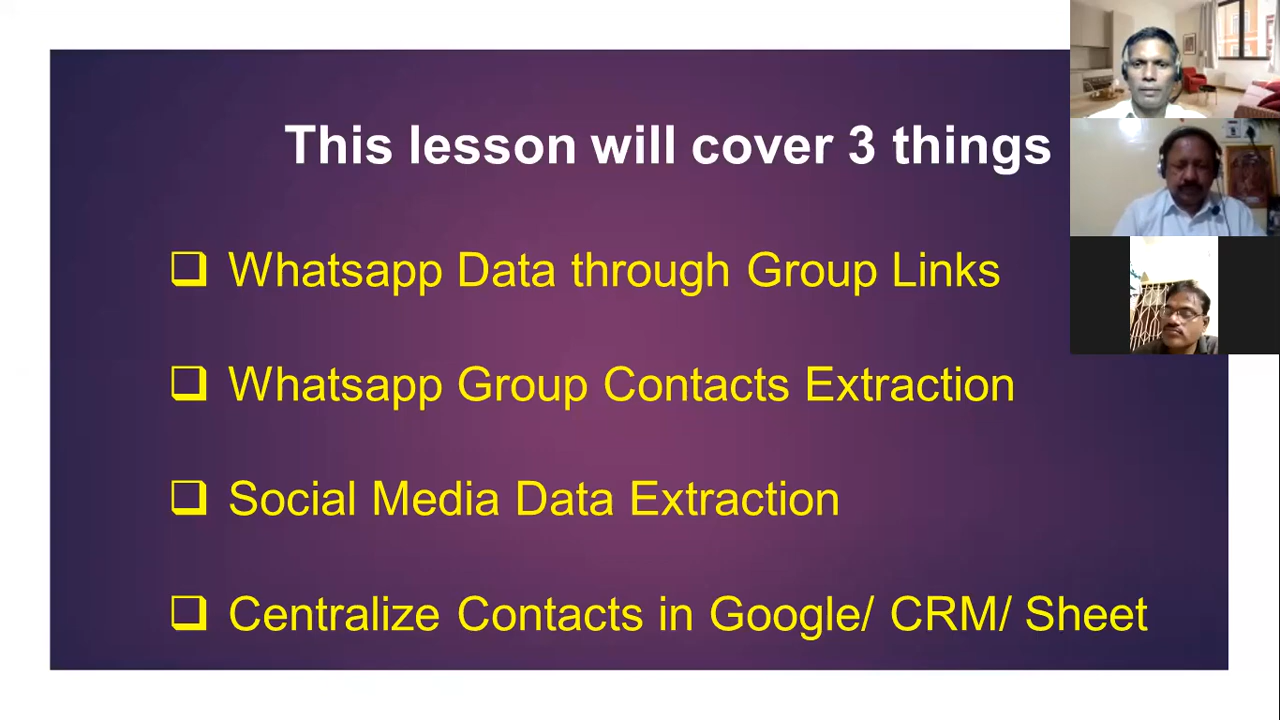 This lesson will cover 3 things
❑ Whatsapp Data through Group Links
❑ Whatsapp Group Contacts Extraction
❑ Social Media Data Extraction
❑ Centralize Contacts in Google/ CRM/ Sheet